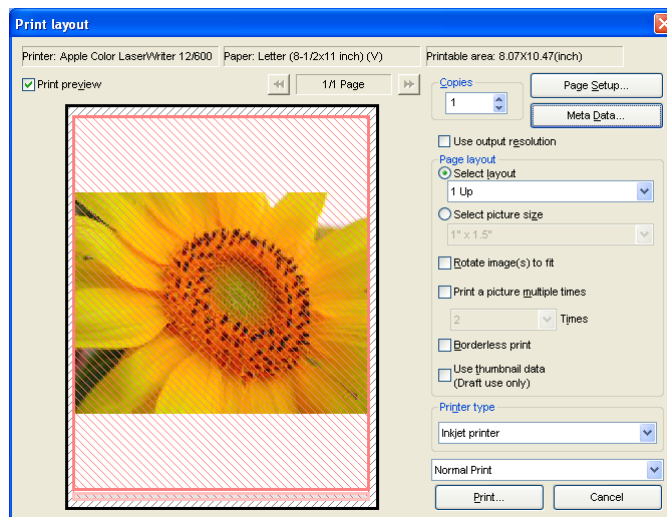 Print layout
Printer: Apple Color LaserWriter 12/600
Paper: Letter (8-1/2x11 inch) (V)
Printable area: 8.07X10.47(inch)
Print preview
1/1 Page
Copies
1
Page Setup...
Meta Data...
Use output resolution
Page layout
Select layout
1 Up
Select picture size
1" x 1.5"
Rotate image(s) to fit
Print a picture multiple times
2
Times
Borderless print
Use thumbnail data
(Draft use only)
Printer type
Inkjet printer
Normal Print
Print...
Cancel